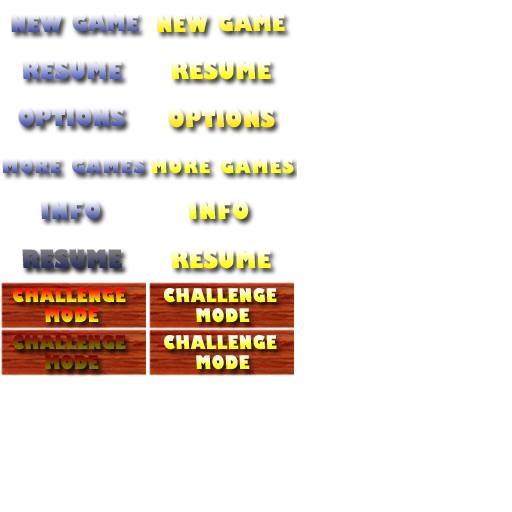 NEW GAME NEW GAME
RESUME RESUME
OPTIONS OPTIONS
MORE GAMES MORE GAMES
INFO INFO
RESUME RESUME
CHALLENGE CHALLENGE
MODE MODE
CHALLENGE CHALLENGE
MODE MODE